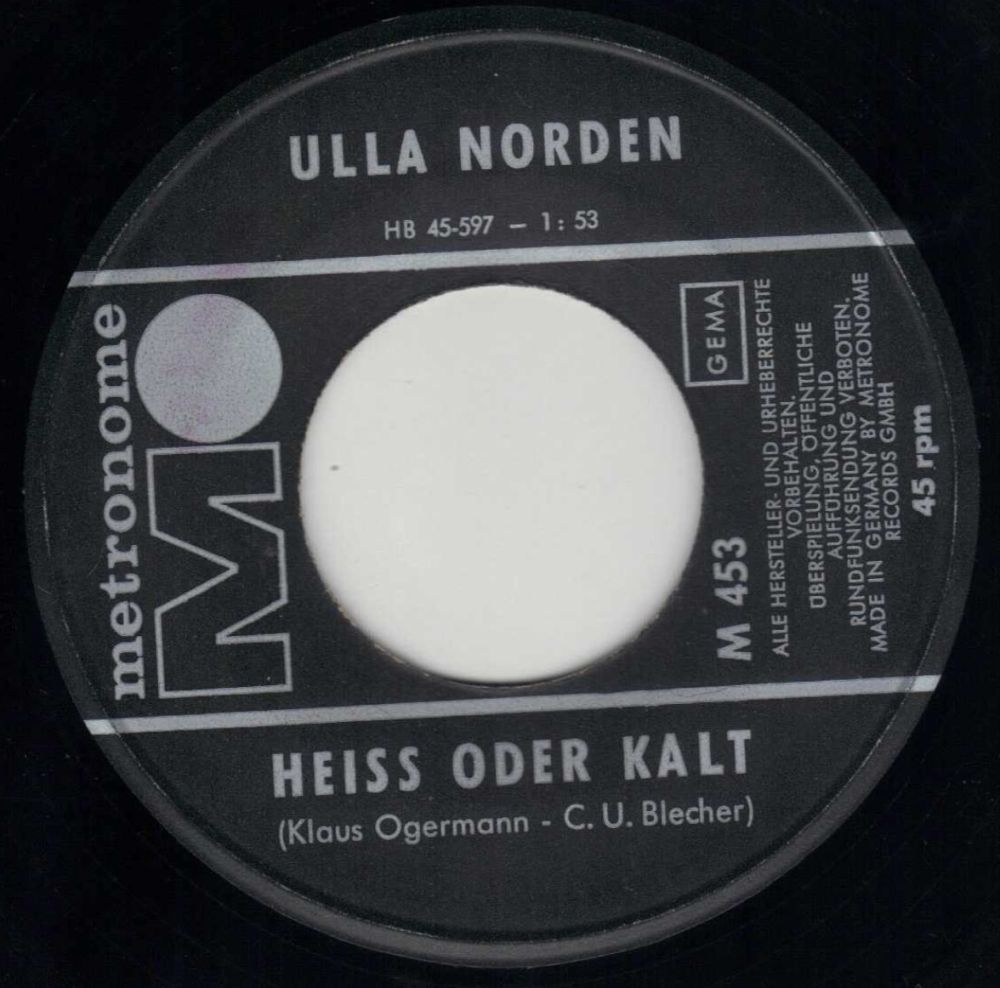 ULLA NORDEN
HB 45-597 – 1: 53
metronome
M
GEMA
M 453
ALLE HERSTELLER- UND URHEBERRECHTE
VORBEHALTEN.
ÜBERSPIELUNG, ÖFFENTLICHE
AUFFÜHRUNG UND
RUNDFUNKSENDUNG VERBOTEN.
MADE IN GERMANY BY METRONOME
RECORDS GMBH
45 rpm
HEISS ODER KALT
(Klaus Ogermann - C. U. Blecher)